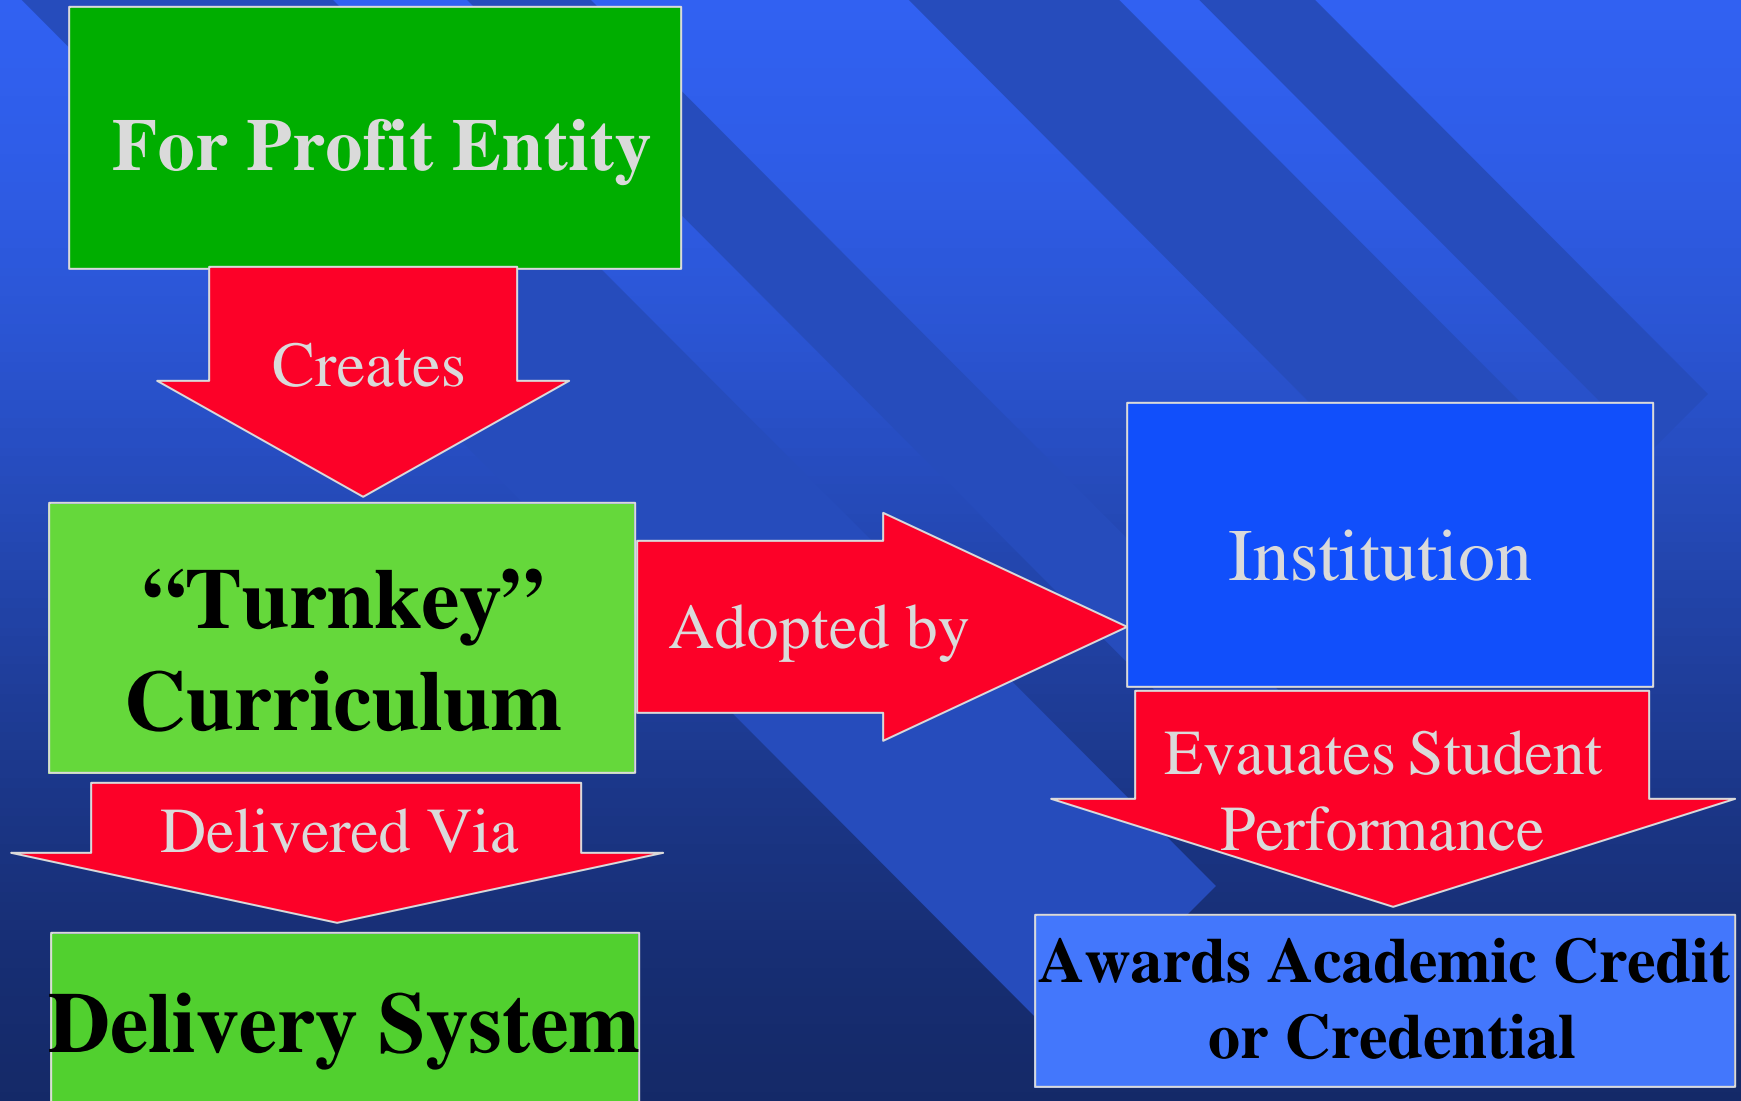 For Profit Entity
Creates
“Turnkey”
Curriculum
Adopted by
Institution
Delivered Via
Evauates Student
Performance
Delivery System
Awards Academic Credit
or Credential